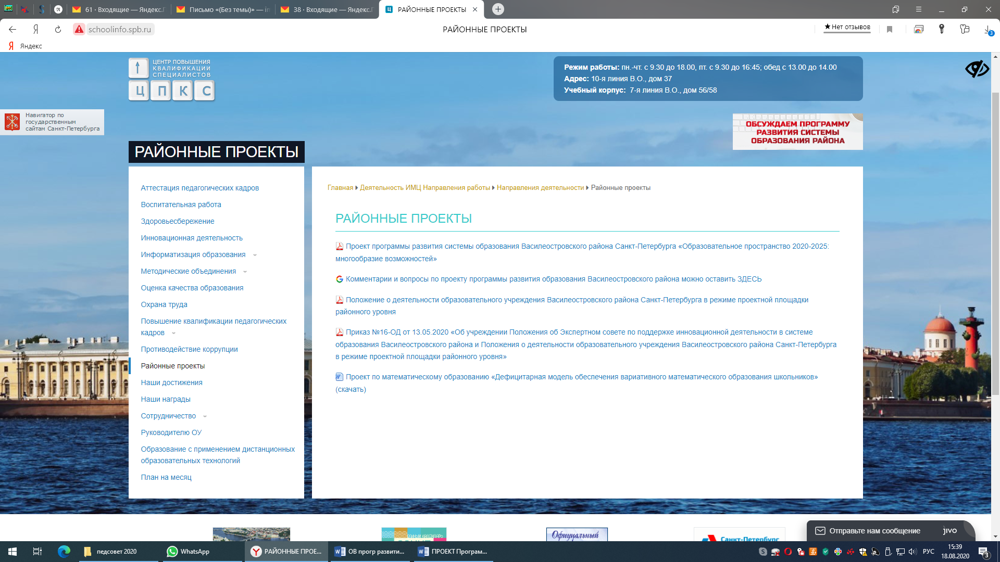 61 · Входящие — Яндекс.П
Письмо «(Без темы)» — in
38 · Входящие — Яндекс.П
Ц РАЙОННЫЕ ПРОЕКТЫ
schoolinfo.spb.ru
РАЙОННЫЕ ПРОЕКТЫ
★ Нет отзывов
3
Яндекс
ЦЕНТР ПОВЫШЕНИЯ
КВАЛИФИКАЦИИ
СПЕЦИАЛИСТОВ
Ц П К С
Режим работы: пн.-чт. с 9.30 до 18.00, пт. с 9.30 до 16:45; обед с 13.00 до 14.00
Адрес: 10-я линия В.О., дом 37
Учебный корпус: 7-я линия В.О., дом 56/58
Навигатор по
государственным
сайтам Санкт-Петербурга
ОБСУЖДАЕМ ПРОГРАММУ
РАЗВИТИЯ СИСТЕМЫ
ОБРАЗОВАНИЯ РАЙОНА
РАЙОННЫЕ ПРОЕКТЫ
Аттестация педагогических кадров
Воспитательная работа
Здоровьесбережение
Инновационная деятельность
Информатизация образования
Методические объединения
Оценка качества образования
Охрана труда
Повышение квалификации педагогических
кадров
Противодействие коррупции
Районные проекты
Наши достижения
Наши награды
Сотрудничество
Руководителю ОУ
Образование с применением дистанционных
образовательных технологий
План на месяц
Главная Деятельность ИМЦ Направления работы Направления деятельности Районные проекты
РАЙОННЫЕ ПРОЕКТЫ
Проект программы развития системы образования Василеостровского района Санкт-Петербурга «Образовательное пространство 2020-2025:
многообразие возможностей»
Комментарии и вопросы по проекту программы развития образования Василеостровского района можно оставить ЗДЕСЬ
Положение о деятельности образовательного учреждения Василеостровского района Санкт-Петербурга в режиме проектной площадки
районного уровня
Приказ №16-ОД от 13.05.2020 «Об учреждении Положения об Экспертном совете по поддержке инновационной деятельности в системе
образования Василеостровского района и Положения о деятельности образовательного учреждения Василеостровского района Санкт-Петербурга
в режиме проектной площадки районного уровня»
Проект по математическому образованию «Дефицитарная модель обеспечения вариативного математического образования школьников»
(скачать)
Официальный
Санкт-Петербург
Отправьте нам сообщение jivo
педсовет 2020
WhatsApp
РАЙОННЫЕ ПРОЕ...
ОВ прогр развити...
ПРОЕКТ Програм...
РУС
15:39
18.08.2020
3